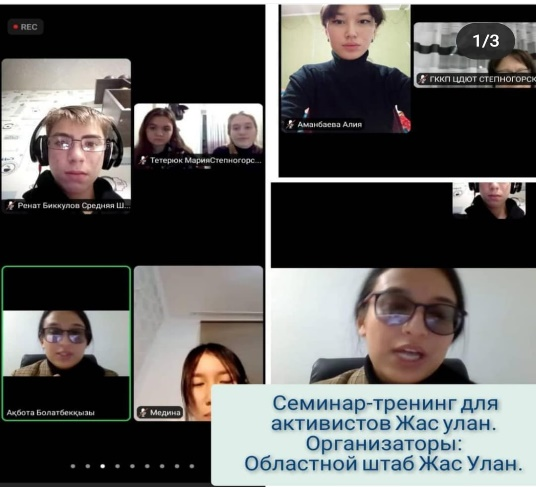 REC
1/3
ГККП ЦДЮТ СТЕПНОГОРСК
Аманбаева Алия
Тетерюк МарияСтепногорс...
Ренат Биккулов Средняя Ш...
Ақбота Болатбекқызы
Медина
Семинар-тренинг для
активистов Жас улан.
Организаторы:
Областной штаб Жас Улан.